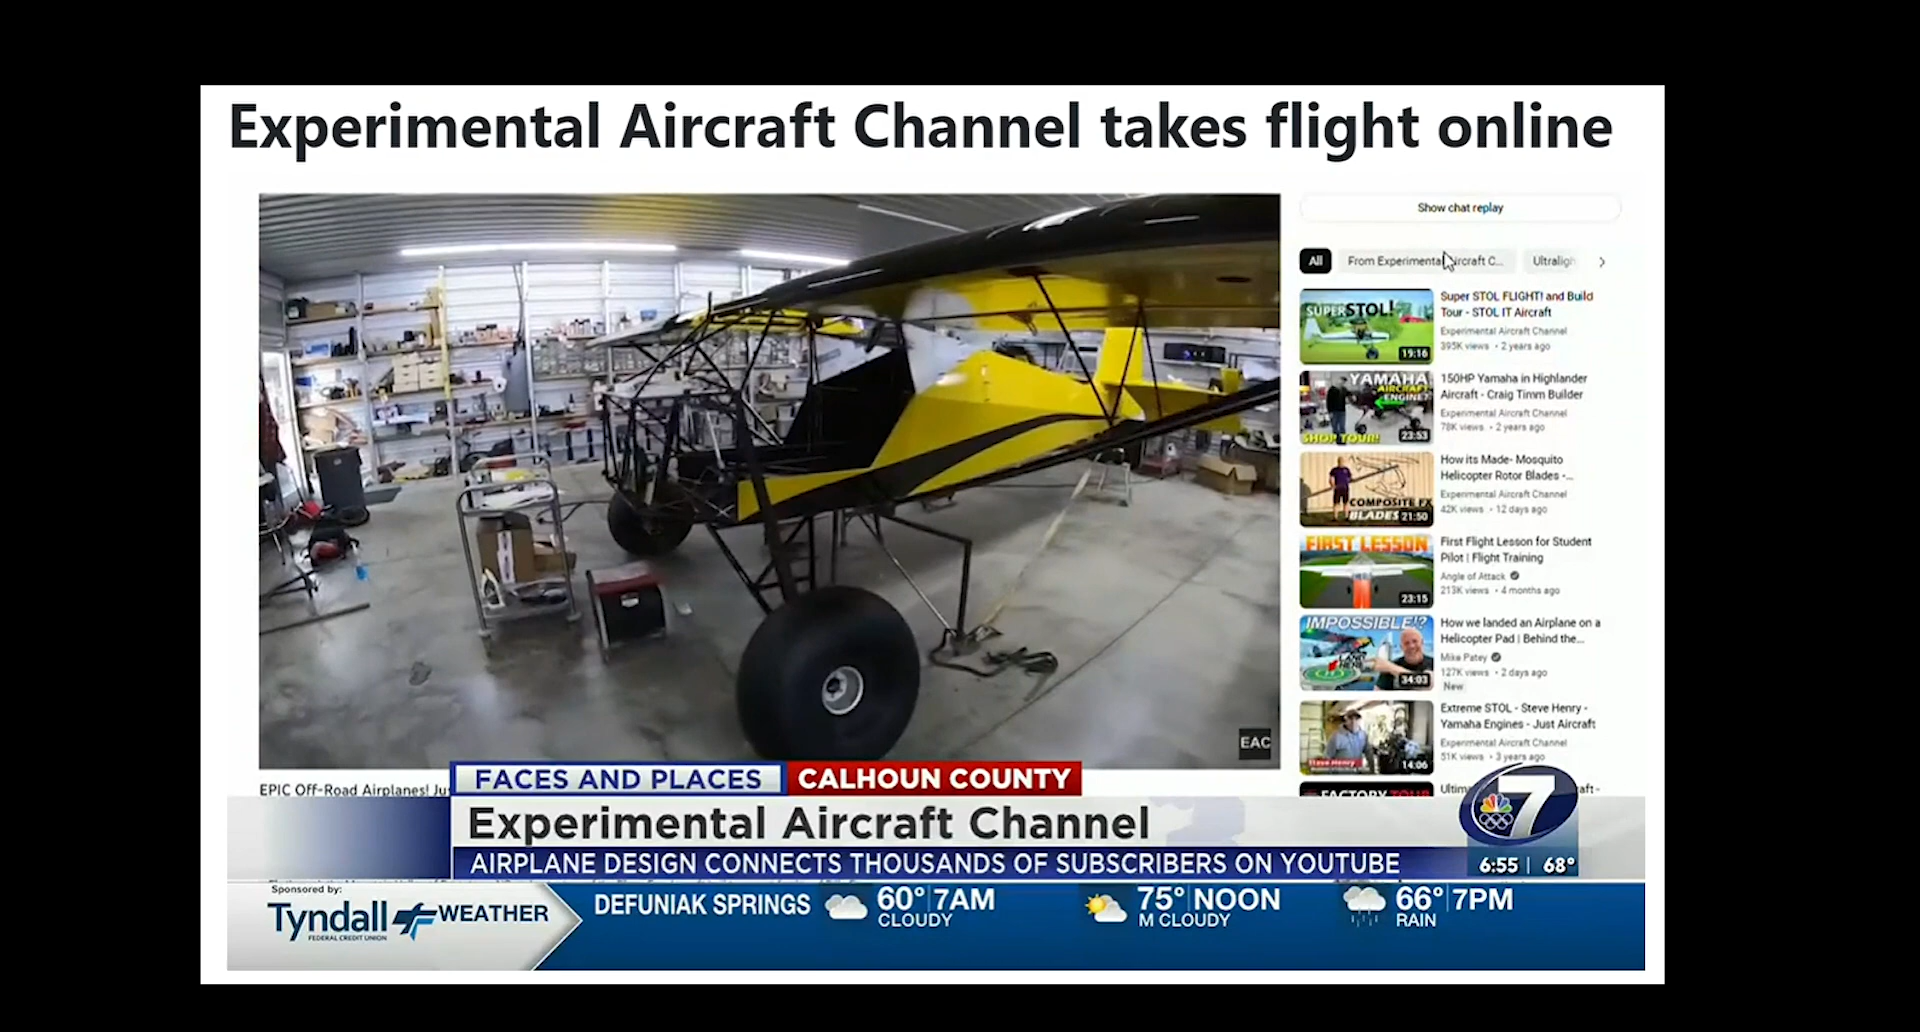 Experimental Aircraft Channel takes flight online
Show chat replay
All
From Experimental Aircraft C...
Ultraligh
SUPERSTOL!
19:16
Super STOL FLIGHT! and Build
Tour - STOL IT Aircraft
Experimental Aircraft Channel
395K views • 2 years ago
YAMAHA
AIRCRAFT
ENGINE?
SHOP TOUR!
23:53
150HP Yamaha in Highlander
Aircraft - Craig Timm Builder
Experimental Aircraft Channel
78K views • 2 years ago
COMPOSITE FX
BLADES
21:50
How its Made- Mosquito
Helicopter Rotor Blades -...
Experimental Aircraft Channel
42K views • 12 days ago
FIRST LESSON
23:15
First Flight Lesson for Student
Pilot | Flight Training
Angle of Attack
213K views • 4 months ago
IMPOSSIBLE!?
LAND
HERE
34:03
How we landed an Airplane on a
Helicopter Pad | Behind the...
Mike Patey
127K views • 2 days ago
New
Steve Henry
14:06
Extreme STOL - Steve Henry -
Yamaha Engines - Just Aircraft
Experimental Aircraft Channel
51K views • 3 years ago
FACTORY TOUR
EAC
EPIC Off-Road Airplanes! Ju
FACES AND PLACES
CALHOUN COUNTY
Experimental Aircraft Channel
AIRPLANE DESIGN CONNECTS THOUSANDS OF SUBSCRIBERS ON YOUTUBE
7
6:55 | 68°
Sponsored by:
Tyndall
FEDERAL CREDIT UNION
WEATHER
DEFUNIAK SPRINGS
60° 7AM
CLOUDY
75° NOON
M CLOUDY
66° 7PM
RAIN